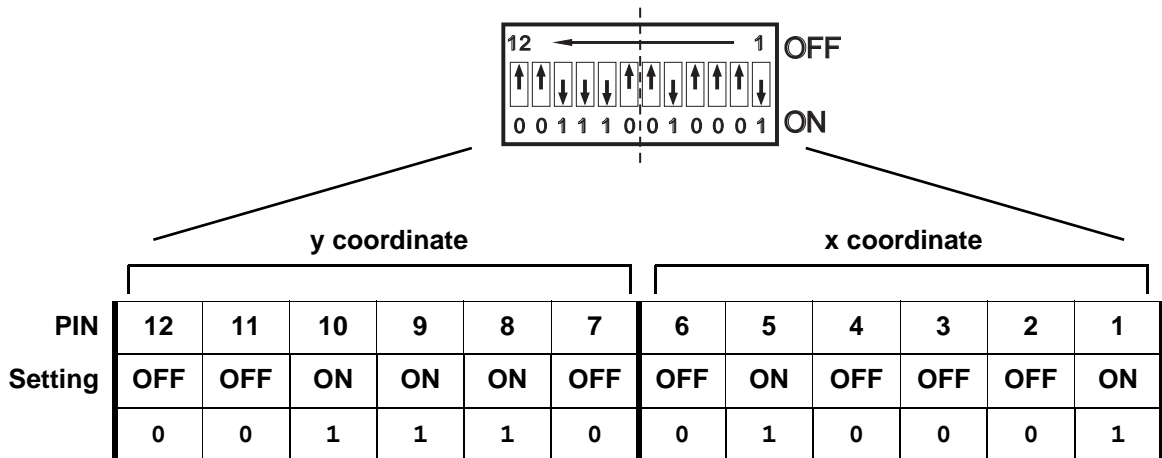 12 1 OFF
0 0 1 1 1 0 0 1 0 0 0 1 ON
y coordinate x coordinate
PIN 12 11 10 9 8 7 6 5 4 3 2 1
Setting OFF OFF ON ON ON OFF OFF ON OFF OFF OFF ON
0 0 1 1 1 0 0 1 0 0 0 1